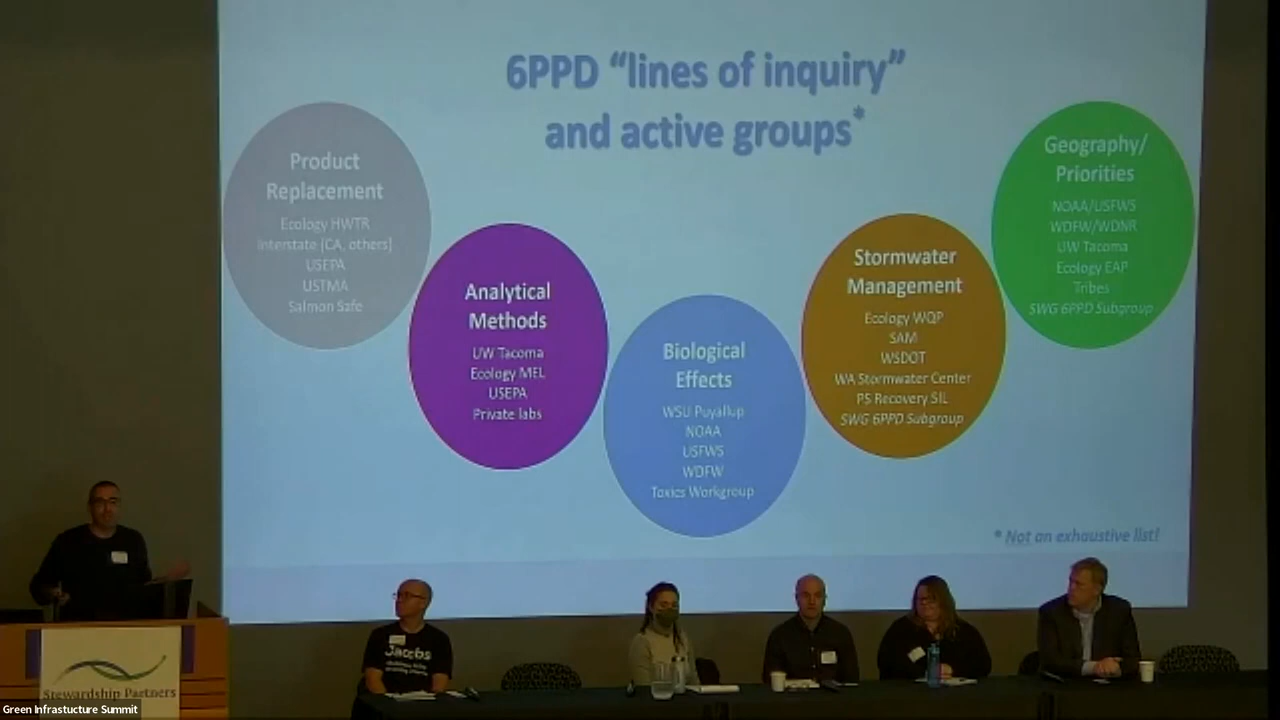 6PPD “lines of inquiry”
and active groups*
Product
Replacement
Ecology HWTR
Interstate (CA, others)
USEPA
USTMA
Salmon Safe
Analytical
Methods
UW Tacoma
Ecology MEL
USEPA
Private labs
Biological
Effects
WSU Puyallup
NOAA
USFWS
WDFW
Toxics Workgroup
Stormwater
Management
Ecology WQP
SAM
WSDOT
WA Stormwater Center
PS Recovery SIL
SWG 6PPD Subgroup
Geography/
Priorities
NOAA/USFWS
WDFW/WDNR
UW Tacoma
Ecology EAP
Tribes
SWG 6PPD Subgroup
* Not an exhaustive list!
Jacobs
Stewardship Partners
Green Infrastucture Summit